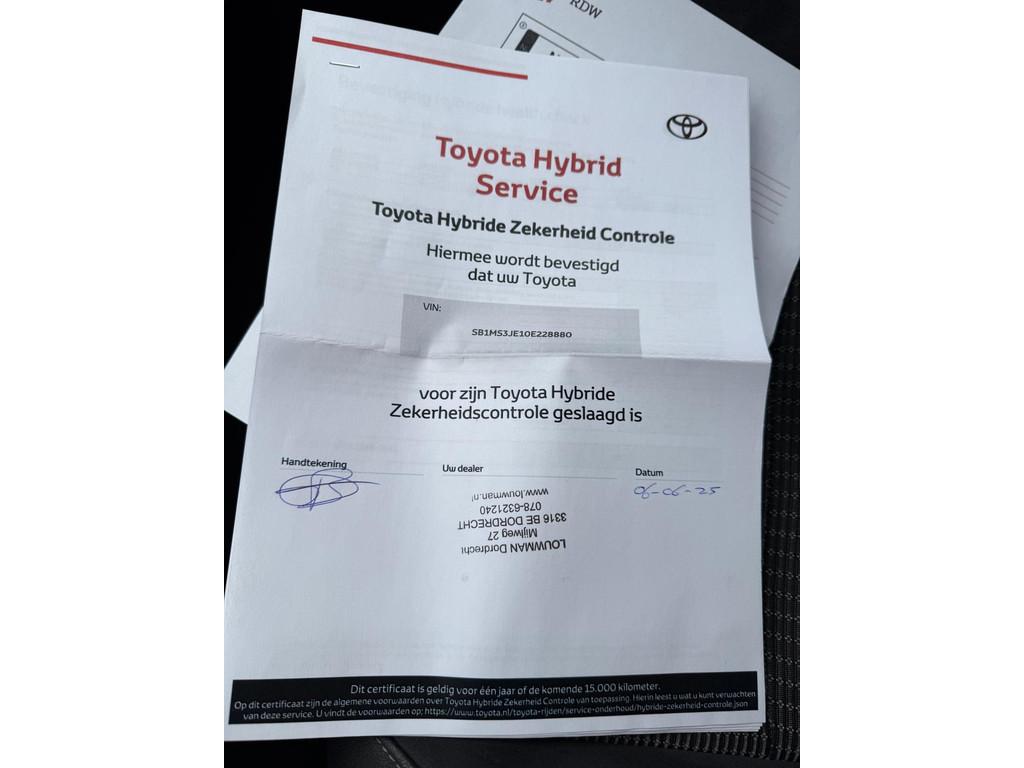 RDW
Toyota Hybrid
Service
Toyota Hybride Zekerheid Controle
Hiermee wordt bevestigd
dat uw Toyota
VIN:
SB1MS3JE10E228880
voor zijn Toyota Hybride
Zekerheidscontrole geslaagd is
Handtekening
Uw dealer
Datum
06-06-25
LOUWMAN Dordrecht
Mijlweg 27
3316 BE DORDRECHT
078-6321240
www.louwman.nl
Dit certificaat is geldig voor één jaar of de komende 15.000 kilometer.
Op dit certificaat zijn de algemene voorwaarden over Toyota Hybride Zekerheid Controle van toepassing. Hierin leest u wat u kunt verwachten
van deze service. U vindt de voorwaarden op: https://www.toyota.nl/toyota-rijden/service-onderhoud/hybride-zekerheid-controle.json